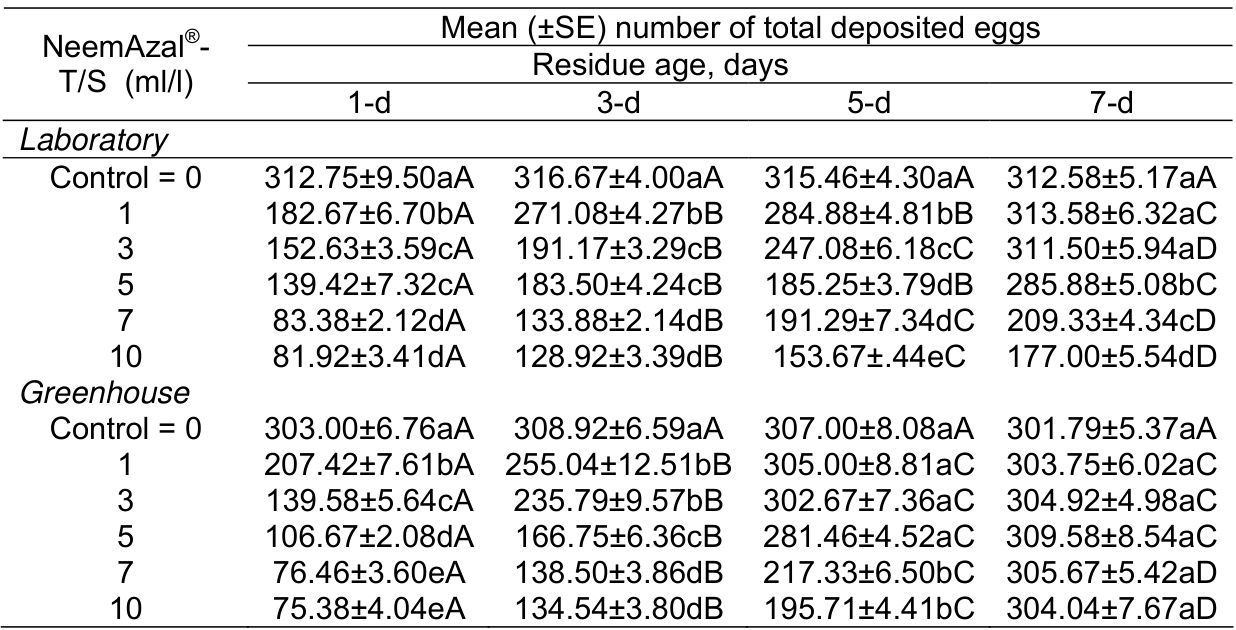 NeemAzal®-
T/S (ml/l)
Mean (±SE) number of total deposited eggs
Residue age, days
1-d 3-d 5-d 7-d
Laboratory
Control = 0 312.75±9.50aA 316.67±4.00aA 315.46±4.30aA 312.58±5.17aA
1 182.67±6.70bA 271.08±4.27bB 284.88±4.81bB 313.58±6.32aC
3 152.63±3.59cA 191.17±3.29cB 247.08±6.18cC 311.50±5.94aD
5 139.42±7.32cA 183.50±4.24cB 185.25±3.79dB 285.88±5.08bC
7 83.38±2.12dA 133.88±2.14dB 191.29±7.34dC 209.33±4.34cD
10 81.92±3.41dA 128.92±3.39dB 153.67±.44eC 177.00±5.54dD
Greenhouse
Control = 0 303.00±6.76aA 308.92±6.59aA 307.00±8.08aA 301.79±5.37aA
1 207.42±7.61bA 255.04±12.51bB 305.00±8.81aC 303.75±6.02aC
3 139.58±5.64cA 235.79±9.57bB 302.67±7.36aC 304.92±4.98aC
5 106.67±2.08dA 166.75±6.36cB 281.46±4.52aC 309.58±8.54aC
7 76.46±3.60eA 138.50±3.86dB 217.33±6.50bC 305.67±5.42aD
10 75.38±4.04eA 134.54±3.80dB 195.71±4.41bC 304.04±7.67aD